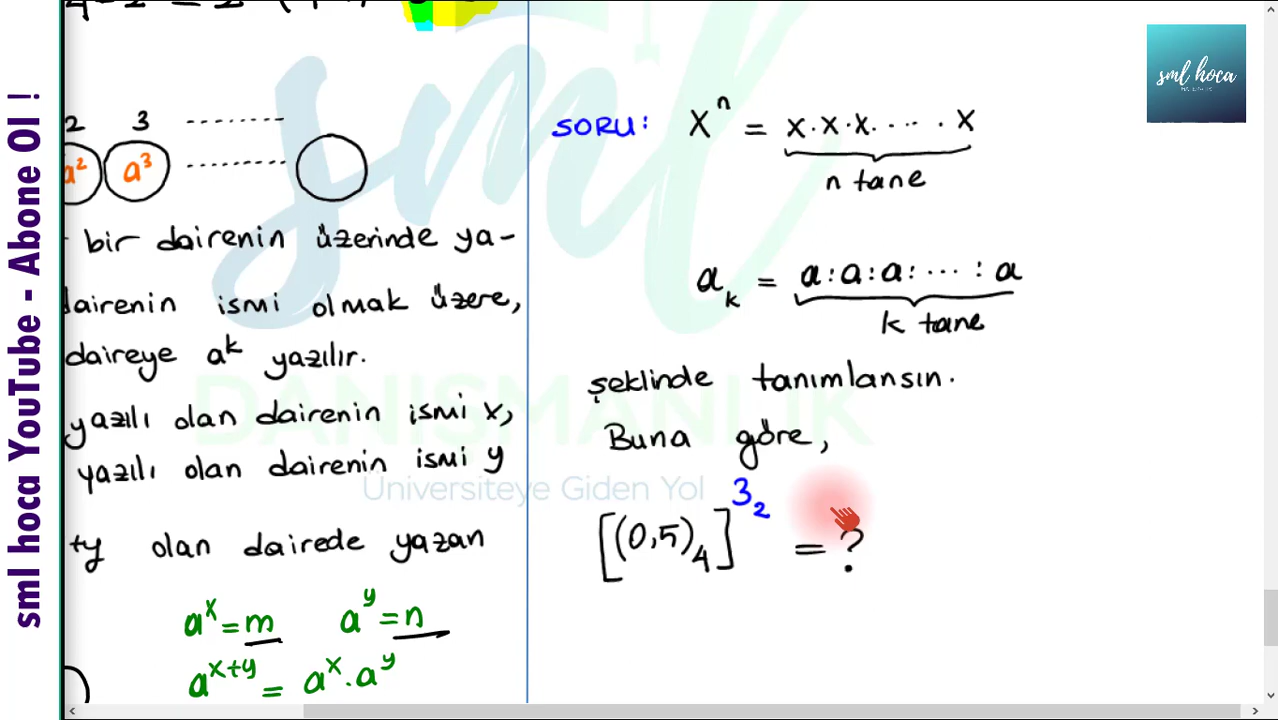 sml hoca YouTube - Abone Ol !
2 3 ............
a² a³ ............
bir dairenin üzerinde ya-
dairenin ismi olmak üzere,
daireye aᵏ yazılır.
yazılı olan dairenin ismi x,
yazılı olan dairenin ismi y
+y olan dairede yazan
aˣ = m aʸ = n
aˣ⁺ʸ = aˣ . aʸ
sml hoca
SORU: xⁿ = x . x . x . .... . x
n tane
aₖ = a : a : a : ... : a
k tane
şeklinde tanımlansın.
Buna göre,
[(0,5)₄]^3₂ = ?
sml
DANIŞMANLIK
Üniversiteye Giden Yol